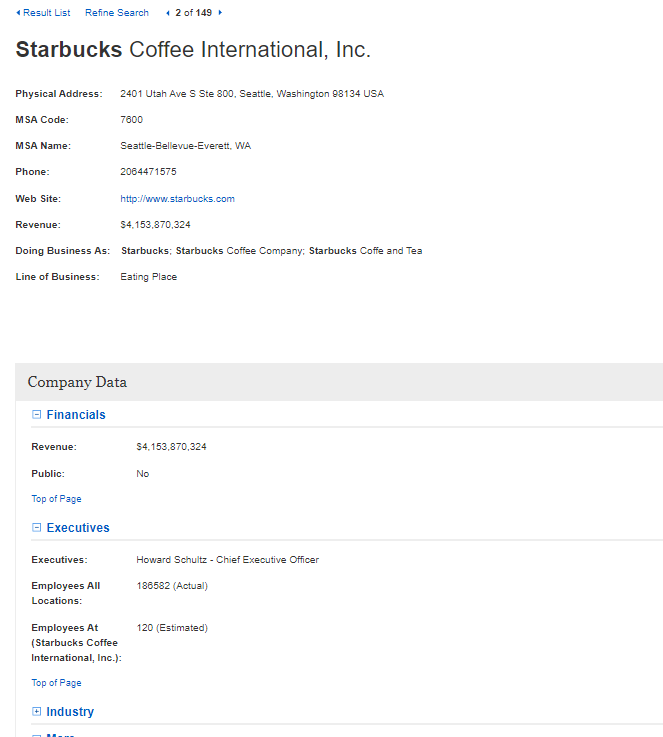 Result List Refine Search 2 of 149
Starbucks Coffee International, Inc.
Physical Address: 2401 Utah Ave S Ste 800, Seattle, Washington 98134 USA
MSA Code: 7600
MSA Name: Seattle-Bellevue-Everett, WA
Phone: 2064471575
Web Site: http://www.starbucks.com
Revenue: $4,153,870,324
Doing Business As: Starbucks; Starbucks Coffee Company; Starbucks Coffe and Tea
Line of Business: Eating Place
Company Data
Financials
Revenue: $4,153,870,324
Public: No
Top of Page
Executives
Executives: Howard Schultz - Chief Executive Officer
Employees All 186582 (Actual)
Locations:
Employees At 120 (Estimated)
(Starbucks Coffee
International, Inc.):
Top of Page
Industry